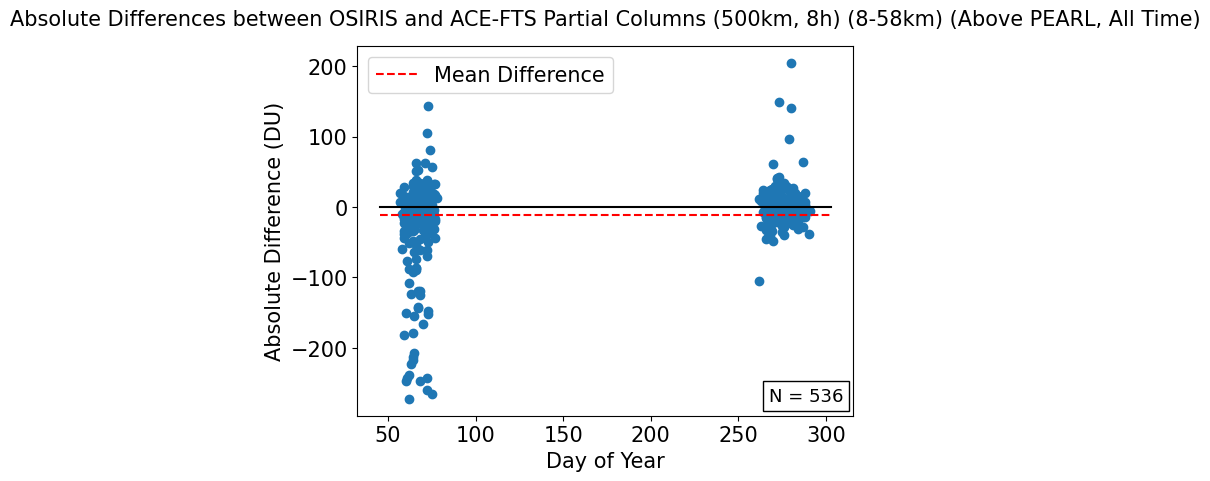 Absolute Differences between OSIRIS and ACE-FTS Partial Columns (500km, 8h) (8-58km) (Above PEARL, All Time)
Mean Difference
200
100
0
−100
−200
Absolute Difference (DU)
N = 536
50 100 150 200 250 300
Day of Year